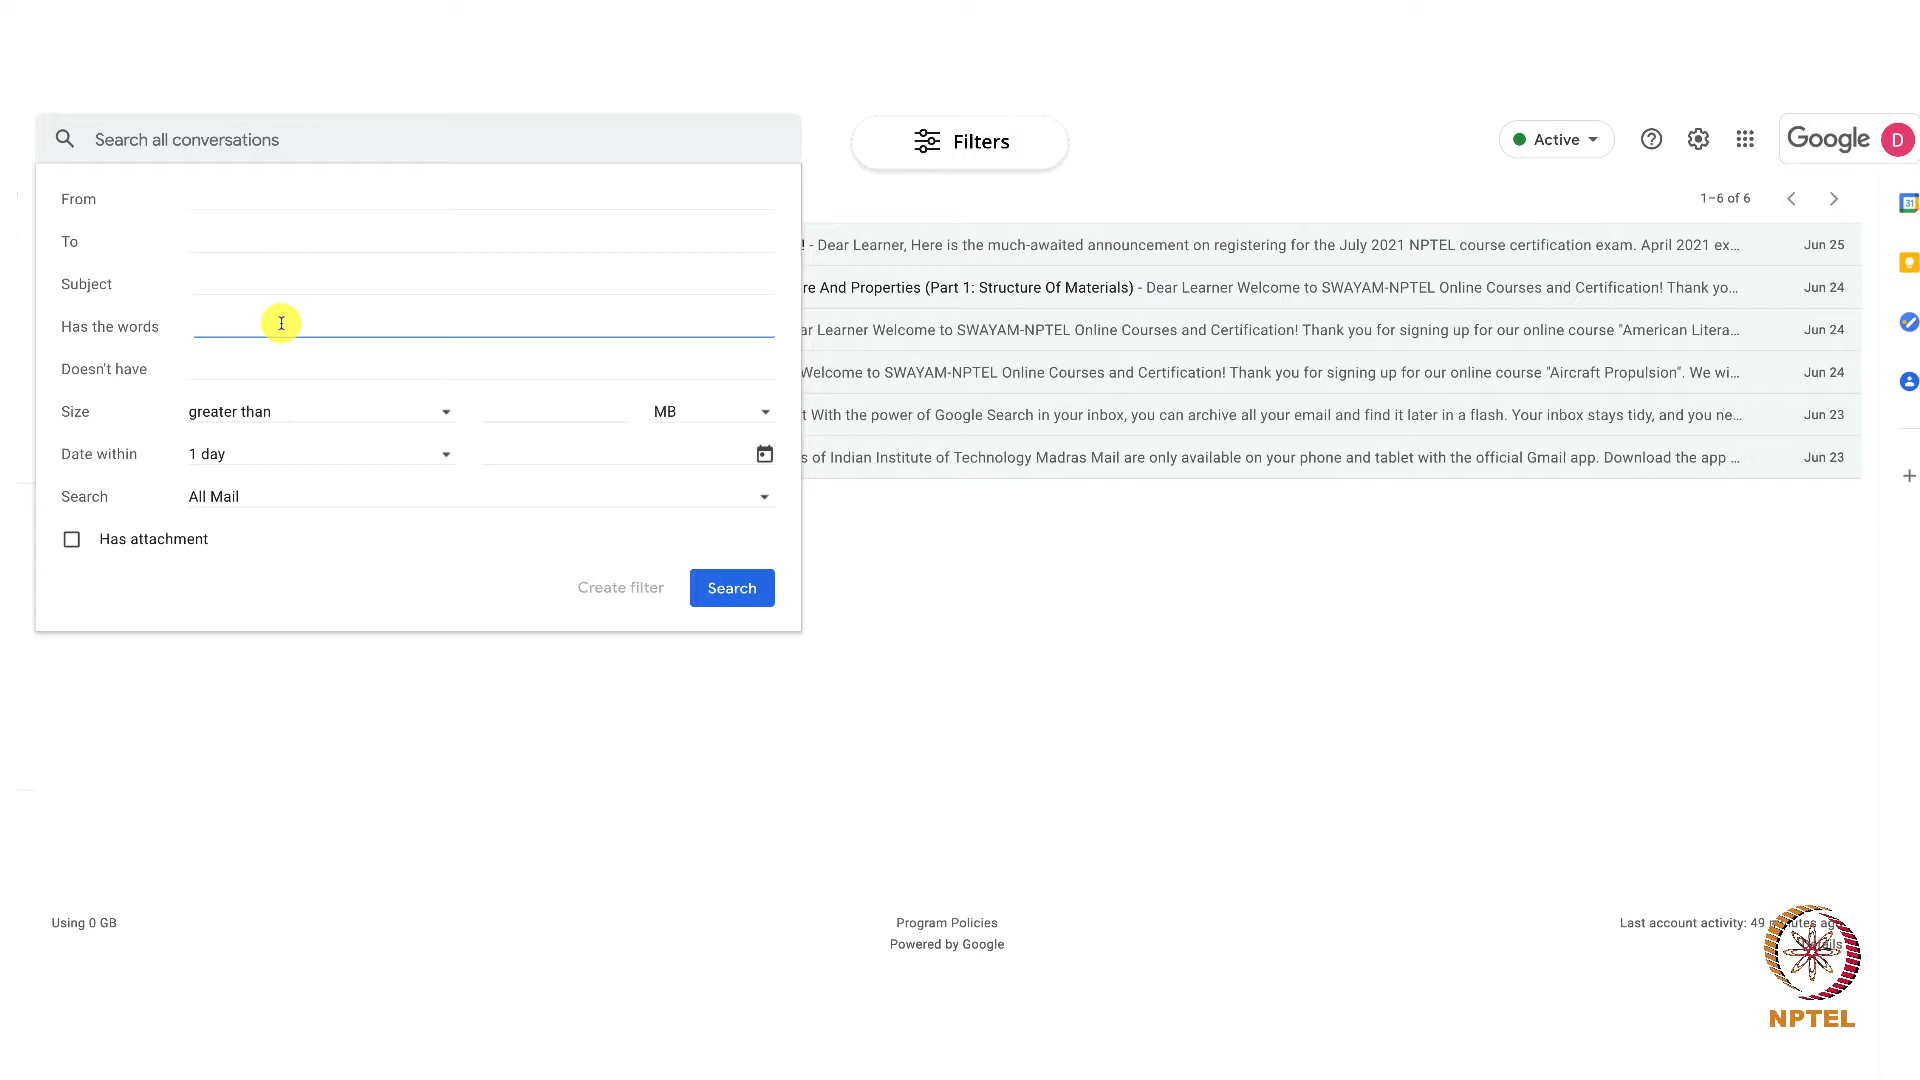 Search all conversations
Filters
Active
Google
D
From
To
Subject
Has the words
Doesn't have
Size
greater than
MB
Date within
1 day
Search
All Mail
Has attachment
Create filter
Search
1–6 of 6
! - Dear Learner, Here is the much-awaited announcement on registering for the July 2021 NPTEL course certification exam. April 2021 ex... Jun 25
re And Properties (Part 1: Structure Of Materials) - Dear Learner Welcome to SWAYAM-NPTEL Online Courses and Certification! Thank yo... Jun 24
ar Learner Welcome to SWAYAM-NPTEL Online Courses and Certification! Thank you for signing up for our online course "American Litera... Jun 24
Welcome to SWAYAM-NPTEL Online Courses and Certification! Thank you for signing up for our online course "Aircraft Propulsion". We wi... Jun 24
t With the power of Google Search in your inbox, you can archive all your email and find it later in a flash. Your inbox stays tidy, and you ne... Jun 23
s of Indian Institute of Technology Madras Mail are only available on your phone and tablet with the official Gmail app. Download the app ... Jun 23
31
Using 0 GB
Program Policies
Powered by Google
Last account activity: 49
NPTEL